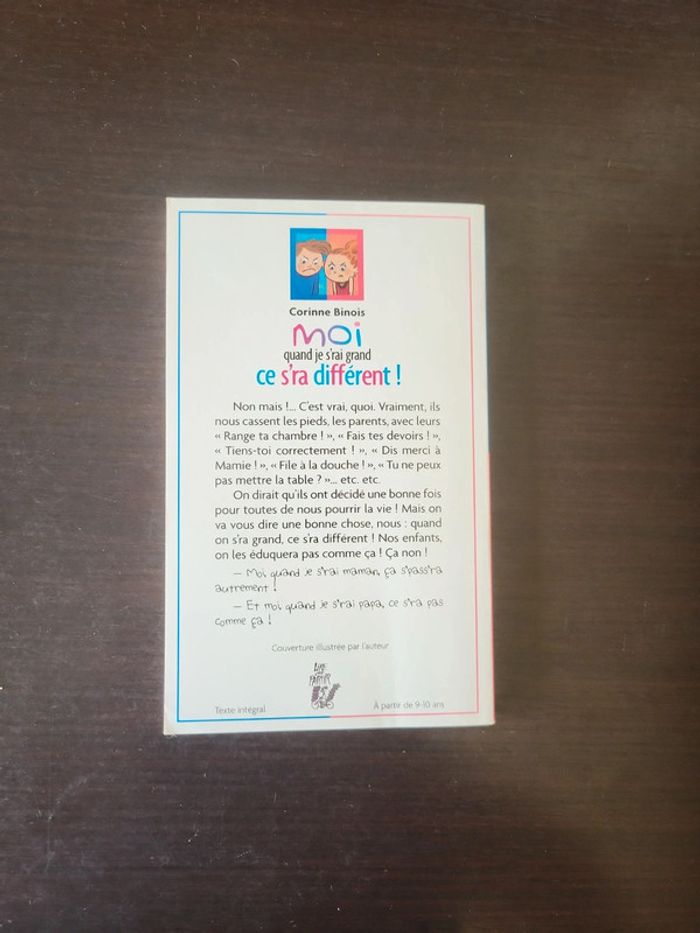 Corinne Binois
moi
quand je s'rai grand
ce s'ra différent !
Non mais !... C'est vrai, quoi. Vraiment, ils
nous cassent les pieds, les parents, avec leurs
« Range ta chambre ! », « Fais tes devoirs ! »,
« Tiens-toi correctement ! », « Dis merci à
Mamie ! », « File à la douche ! », « Tu ne peux
pas mettre la table ? »... etc. etc.
On dirait qu'ils ont décidé une bonne fois
pour toutes de nous pourrir la vie ! Mais on
va vous dire une bonne chose, nous : quand
on s'ra grand, ce s'ra différent ! Nos enfants,
on les éduquera pas comme ça ! Ça non !
– Moi quand je s'rai maman, ça s'pass'ra
autrement !
– Et moi quand je s'rai papa, ce s'ra pas
comme ça !
Couverture illustrée par l'auteur
Texte intégral
À partir de 9-10 ans